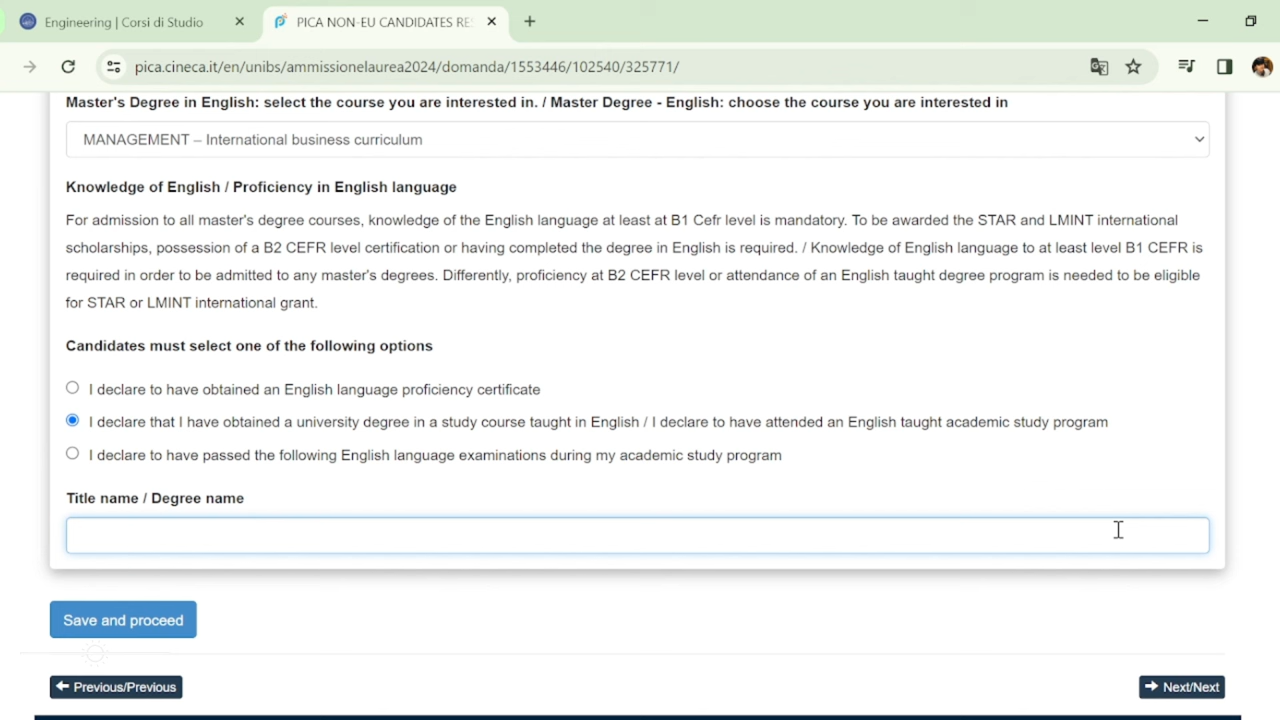 Engineering | Corsi di Studio
PICA NON-EU CANDIDATES RE
pica.cineca.it/en/unibs/ammissionelaurea2024/domanda/1553446/102540/325771/
Master's Degree in English: select the course you are interested in. / Master Degree - English: choose the course you are interested in
MANAGEMENT – International business curriculum
Knowledge of English / Proficiency in English language
For admission to all master's degree courses, knowledge of the English language at least at B1 Cefr level is mandatory. To be awarded the STAR and LMINT international
scholarships, possession of a B2 CEFR level certification or having completed the degree in English is required. / Knowledge of English language to at least level B1 CEFR is
required in order to be admitted to any master's degrees. Differently, proficiency at B2 CEFR level or attendance of an English taught degree program is needed to be eligible
for STAR or LMINT international grant.
Candidates must select one of the following options
I declare to have obtained an English language proficiency certificate
I declare that I have obtained a university degree in a study course taught in English / I declare to have attended an English taught academic study program
I declare to have passed the following English language examinations during my academic study program
Title name / Degree name
Save and proceed
Previous/Previous
Next/Next